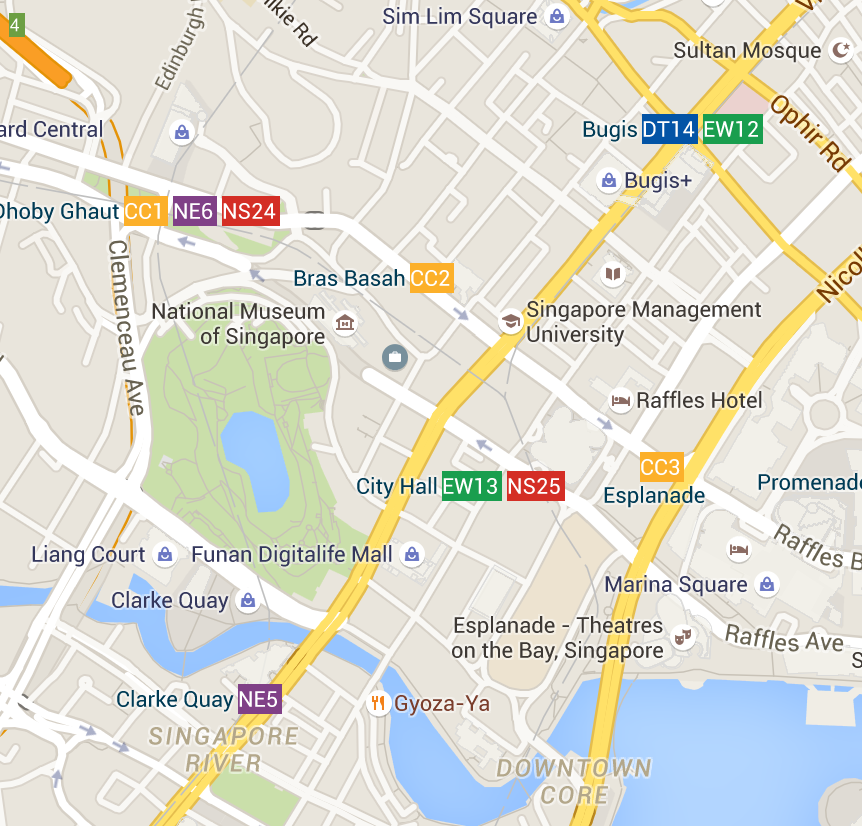 4
Edinburgh
ilkie Rd
Sim Lim Square
Sultan Mosque
ard Central
Bugis DT14 EW12
Ophir Rd
Bugis+
Dhoby Ghaut CC1 NE6 NS24
Clemenceau Ave
Bras Basah CC2
Nicoll
National Museum
of Singapore
Singapore Management
University
Raffles Hotel
CC3
Esplanade
City Hall EW13 NS25
Promenade
Liang Court
Funan Digitalife Mall
Raffles B
Clarke Quay
Marina Square
Esplanade - Theatres
on the Bay, Singapore
Raffles Ave
S
Clarke Quay NE5
Gyoza-Ya
SINGAPORE
RIVER
DOWNTOWN
CORE